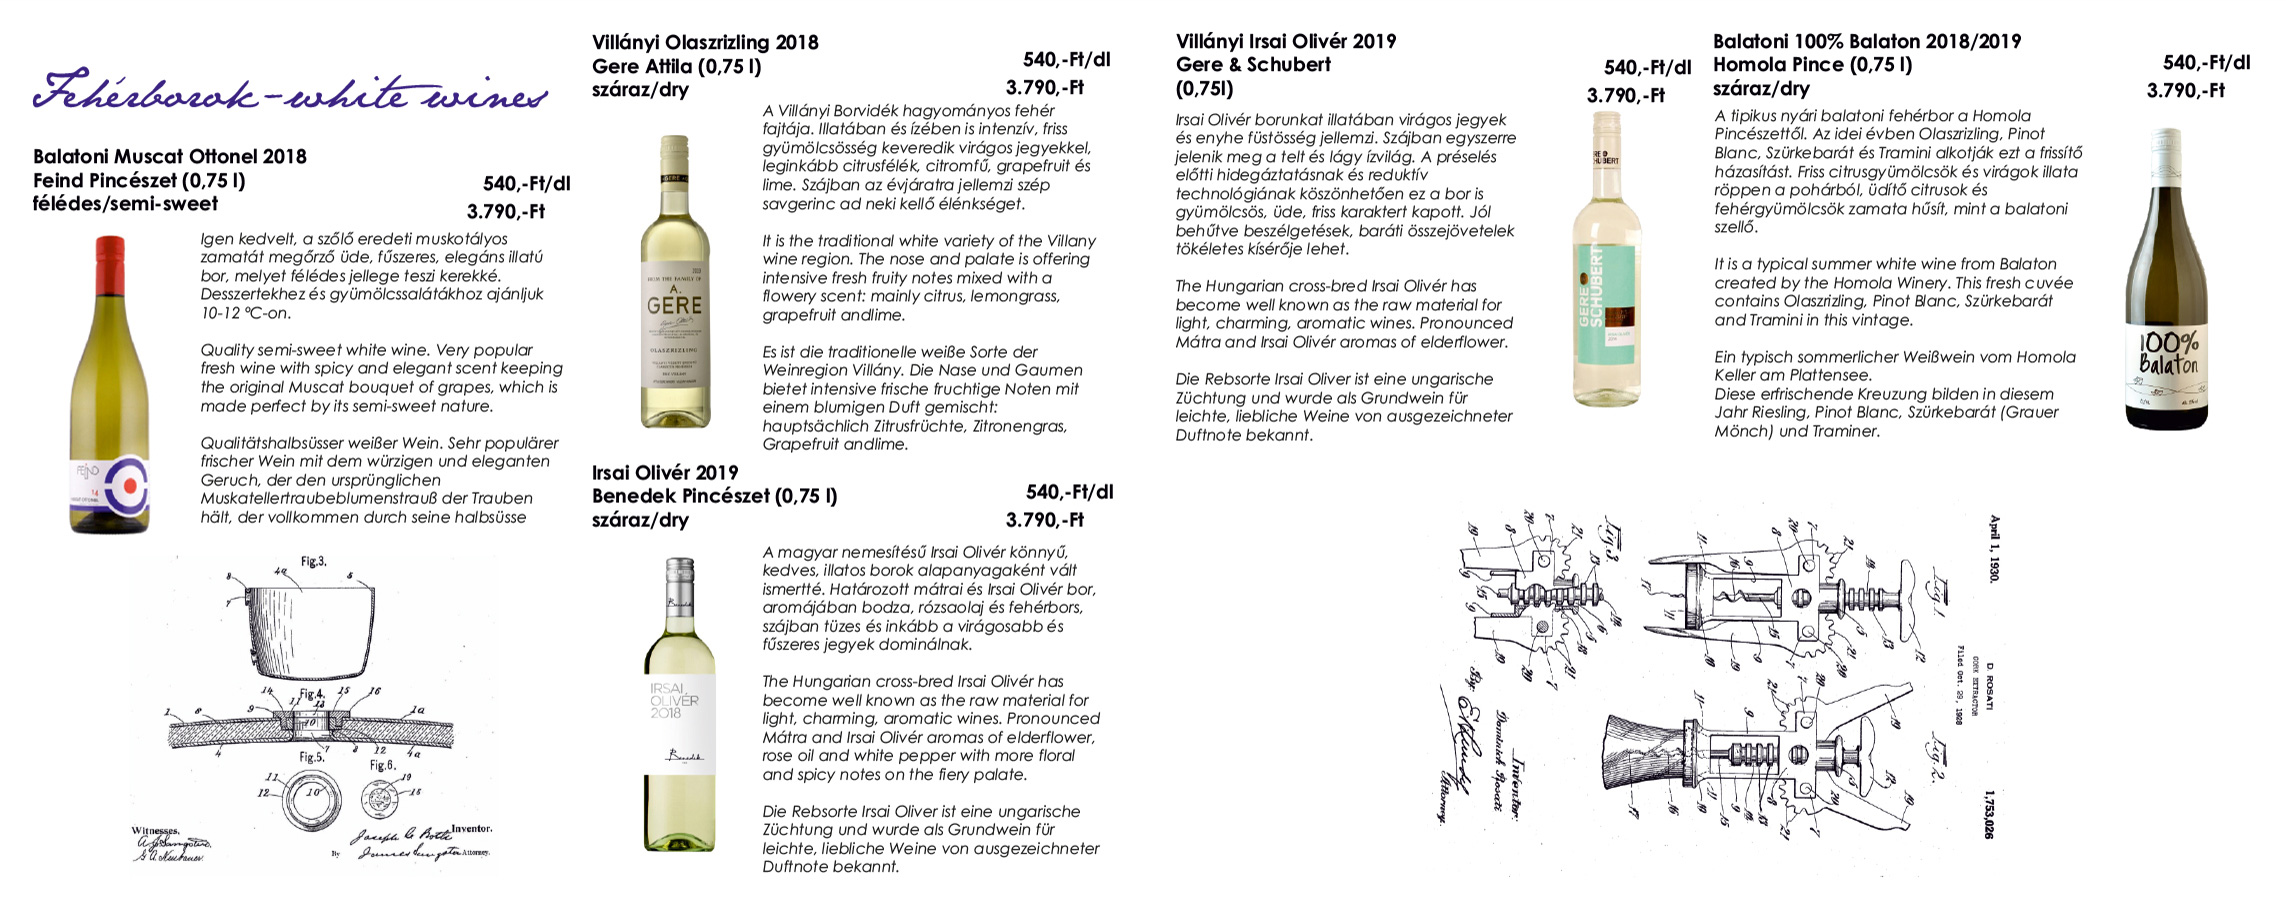 Fehérborok – white wines
Balatoni Muscat Ottonel 2018
Feind Pincészet (0,75 l)
félédes/semi-sweet
540,-Ft/dl
3.790,-Ft
Igen kedvelt, a szőlő eredeti muskotályos
zamatát megőrző üde, fűszeres, elegáns illatú
bor, melyet félédes jellege teszi kerekké.
Desszertekhez és gyümölcssalátákhoz ajánljuk
10-12 ºC-on.
Quality semi-sweet white wine. Very popular
fresh wine with spicy and elegant scent keeping
the original Muscat bouquet of grapes, which is
made perfect by its semi-sweet nature.
Qualitätshalbsüsser weißer Wein. Sehr populärer
frischer Wein mit dem würzigen und eleganten
Geruch, der den ursprünglichen
Muskatellertraubeblumenstrauß der Trauben
hält, der vollkommen durch seine halbsüsse
Fig.3.
Fig.4.
Fig.5.
Fig.6.
Witnesses,
Inventor.
By
Attorney.
Villányi Olaszrizling 2018
Gere Attila (0,75 l)
száraz/dry
540,-Ft/dl
3.790,-Ft
A Villányi Borvidék hagyományos fehér
fajtája. Illatában és ízében is intenzív, friss
gyümölcsösség keveredik virágos jegyekkel,
leginkább citrusfélék, citromfű, grapefruit és
lime. Szájban az évjáratra jellemzi szép
savgerinc ad neki kellő élénkséget.
It is the traditional white variety of the Villany
wine region. The nose and palate is offering
intensive fresh fruity notes mixed with a
flowery scent: mainly citrus, lemongrass,
grapefruit andlime.
Es ist die traditionelle weiße Sorte der
Weinregion Villány. Die Nase und Gaumen
bietet intensive frische fruchtige Noten mit
einem blumigen Duft gemischt:
hauptsächlich Zitrusfrüchte, Zitronengras,
Grapefruit andlime.
A.
GERE
OLASZRIZLING
Irsai Olivér 2019
Benedek Pincészet (0,75 l)
száraz/dry
540,-Ft/dl
3.790,-Ft
A magyar nemesítésű Irsai Olivér könnyű,
kedves, illatos borok alapanyagaként vált
ismertté. Határozott mátrai és Irsai Olivér bor,
aromájában bodza, rózsaolaj és fehérbors,
szájban tüzes és inkább a virágosabb és
fűszeres jegyek dominálnak.
The Hungarian cross-bred Irsai Olivér has
become well known as the raw material for
light, charming, aromatic wines. Pronounced
Mátra and Irsai Olivér aromas of elderflower,
rose oil and white pepper with more floral
and spicy notes on the fiery palate.
Die Rebsorte Irsai Oliver ist eine ungarische
Züchtung und wurde als Grundwein für
leichte, liebliche Weine von ausgezeichneter
Duftnote bekannt.
IRSAI
OLIVÉR
2018
Benedek
Villányi Irsai Olivér 2019
Gere & Schubert
(0,75l)
540,-Ft/dl
3.790,-Ft
Irsai Olivér borunkat illatában virágos jegyek
és enyhe füstösség jellemzi. Szájban egyszerre
jelenik meg a telt és lágy ízvilág. A préselés
előtti hidegáztatásnak és reduktív
technológiának köszönhetően ez a bor is
gyümölcsös, üde, friss karaktert kapott. Jól
behűtve beszélgetések, baráti összejövetelek
tökéletes kísérője lehet.
The Hungarian cross-bred Irsai Olivér has
become well known as the raw material for
light, charming, aromatic wines. Pronounced
Mátra and Irsai Olivér aromas of elderflower.
Die Rebsorte Irsai Oliver ist eine ungarische
Züchtung und wurde als Grundwein für
leichte, liebliche Weine von ausgezeichneter
Duftnote bekannt.
GERE
SCHUBERT
Balatoni 100% Balaton 2018/2019
Homola Pince (0,75 l)
száraz/dry
540,-Ft/dl
3.790,-Ft
A tipikus nyári balatoni fehérbor a Homola
Pincészettől. Az idei évben Olaszrizling, Pinot
Blanc, Szürkebarát és Tramini alkotják ezt a frissítő
házasítást. Friss citrusgyümölcsök és virágok illata
röppen a pohárból, üdítő citrusok és
fehérgyümölcsök zamata hűsít, mint a balatoni
szellő.
It is a typical summer white wine from Balaton
created by the Homola Winery. This fresh cuvée
contains Olaszrizling, Pinot Blanc, Szürkebarát
and Tramini in this vintage.
Ein typisch sommerlicher Weißwein vom Homola
Keller am Plattensee.
Diese erfrischende Kreuzung bilden in diesem
Jahr Riesling, Pinot Blanc, Szürkebarát (Grauer
Mönch) und Traminer.
100%
Balaton
April 1, 1930.
D. ROSATI
CORK EXTRACTOR
Filed Oct. 29, 1928
1,753,026
Fig.1.
Fig.2.
Fig.3.
Inventor:
Dominick Rosati
By:
Attorney.